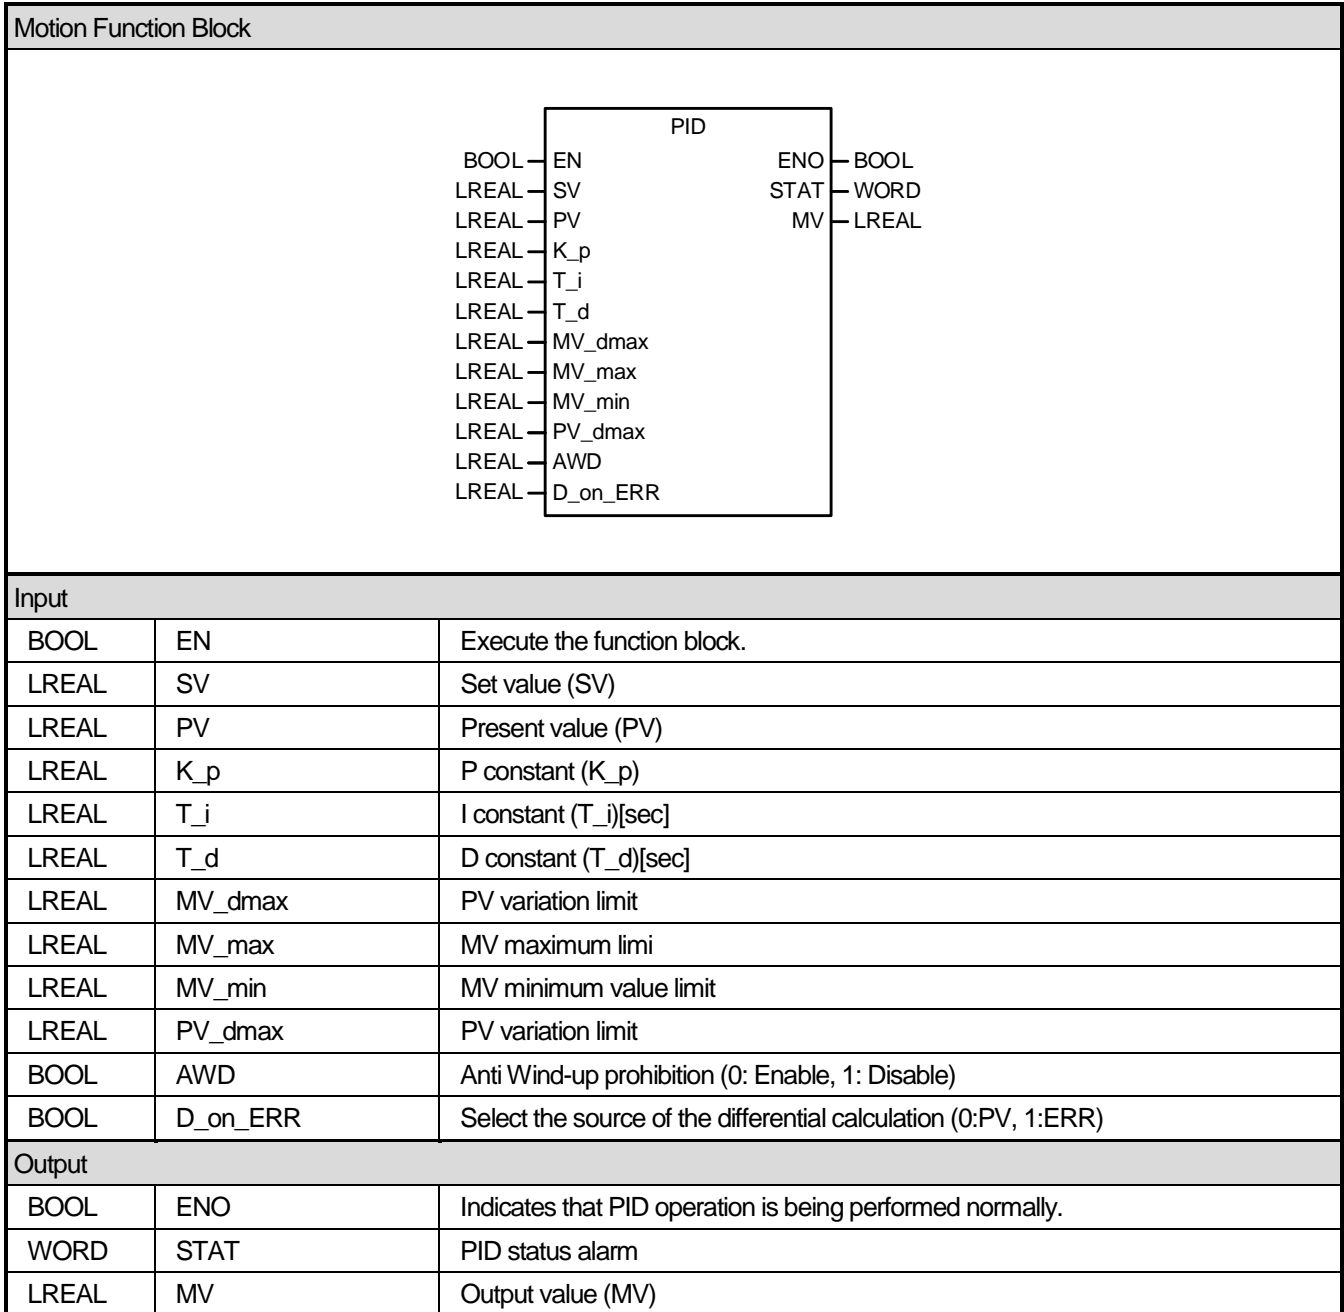 Motion Function Block
PID
BOOL EN ENO BOOL
LREAL SV STAT WORD
LREAL PV MV LREAL
LREAL K_p
LREAL T_i
LREAL T_d
LREAL MV_dmax
LREAL MV_max
LREAL MV_min
LREAL PV_dmax
LREAL AWD
LREAL D_on_ERR
Input
BOOL EN Execute the function block.
LREAL SV Set value (SV)
LREAL PV Present value (PV)
LREAL K_p P constant (K_p)
LREAL T_i I constant (T_i)[sec]
LREAL T_d D constant (T_d)[sec]
LREAL MV_dmax PV variation limit
LREAL MV_max MV maximum limi
LREAL MV_min MV minimum value limit
LREAL PV_dmax PV variation limit
BOOL AWD Anti Wind-up prohibition (0: Enable, 1: Disable)
BOOL D_on_ERR Select the source of the differential calculation (0:PV, 1:ERR)
Output
BOOL ENO Indicates that PID operation is being performed normally.
WORD STAT PID status alarm
LREAL MV Output value (MV)